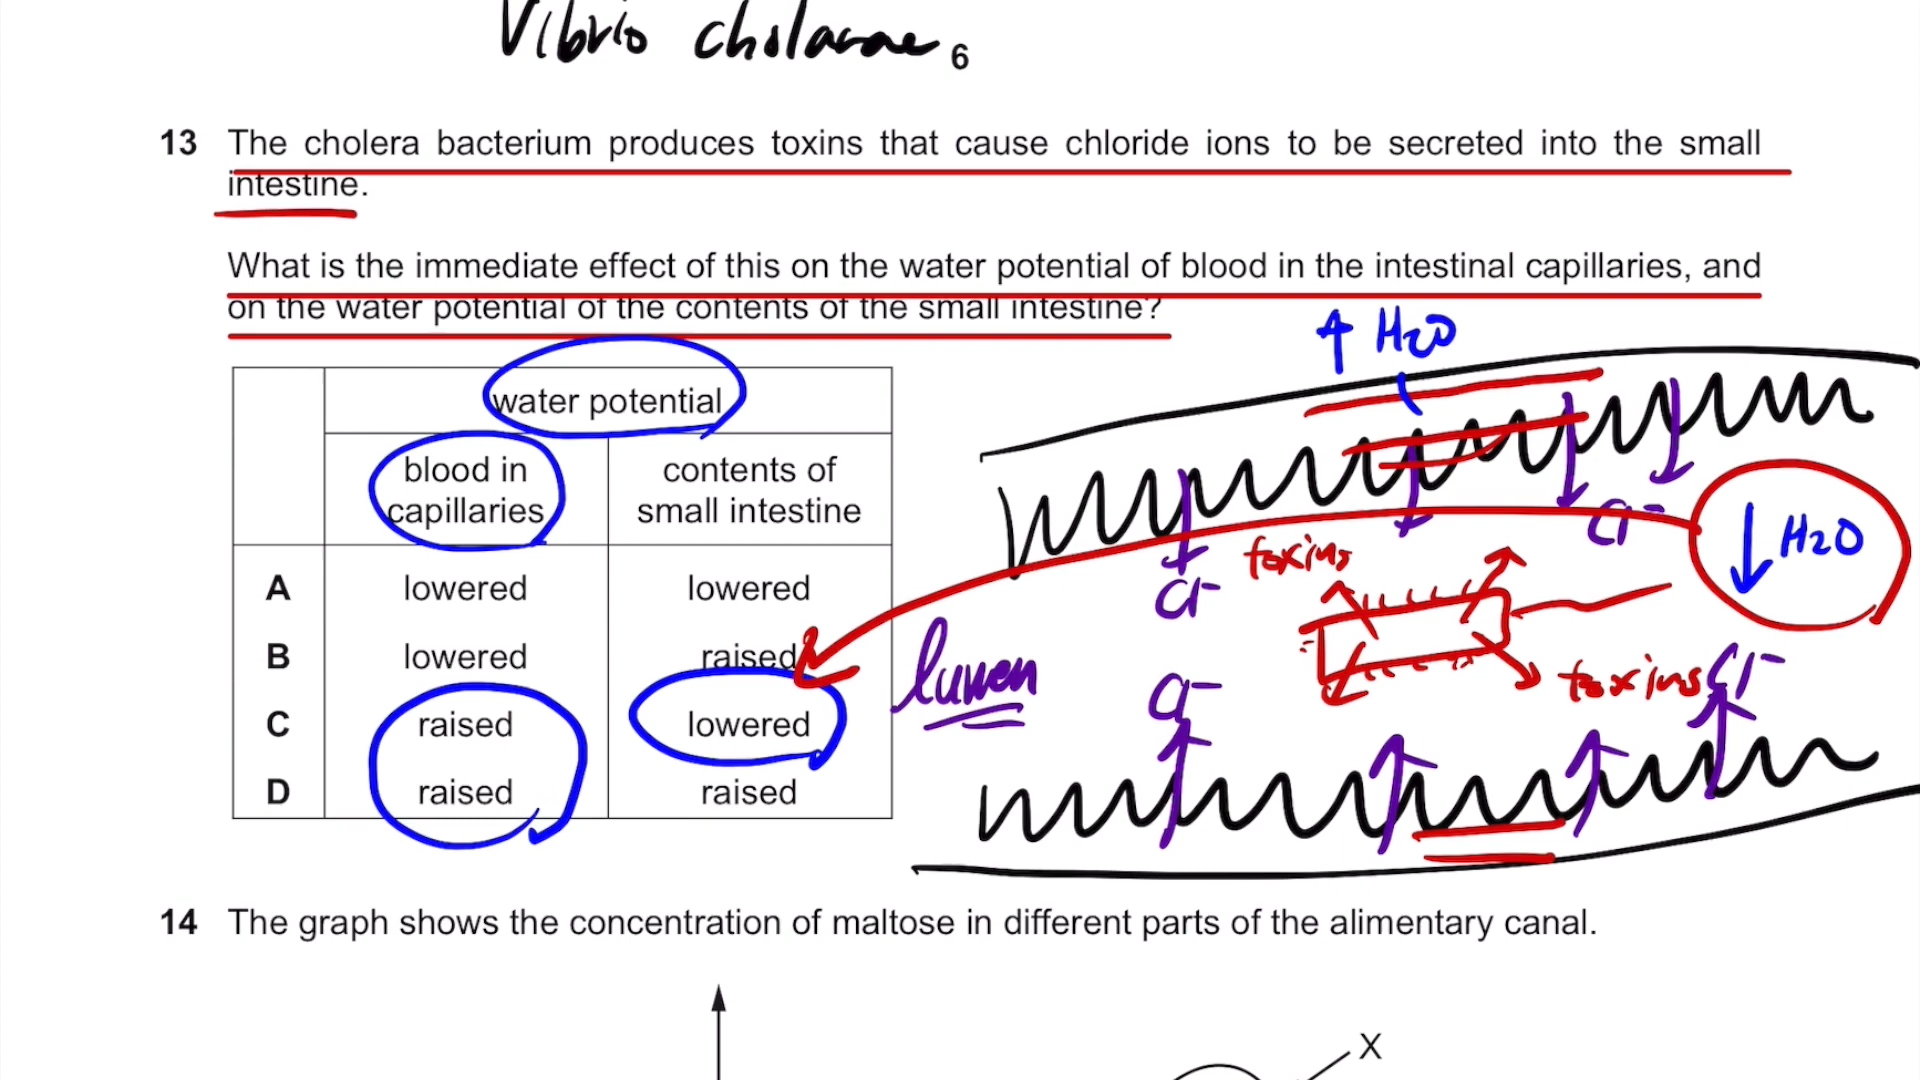 Vibrio cholarae
6
13 The cholera bacterium produces toxins that cause chloride ions to be secreted into the small
intestine.
What is the immediate effect of this on the water potential of blood in the intestinal capillaries, and
on the water potential of the contents of the small intestine?
↑ H2O
water potential
blood in
capillaries
contents of
small intestine
A lowered lowered
B lowered raised
C raised lowered
D raised raised
Cl⁻
↓ H2O
toxins
Cl⁻
lumen
Cl⁻
toxins
Cl⁻
14 The graph shows the concentration of maltose in different parts of the alimentary canal.
X